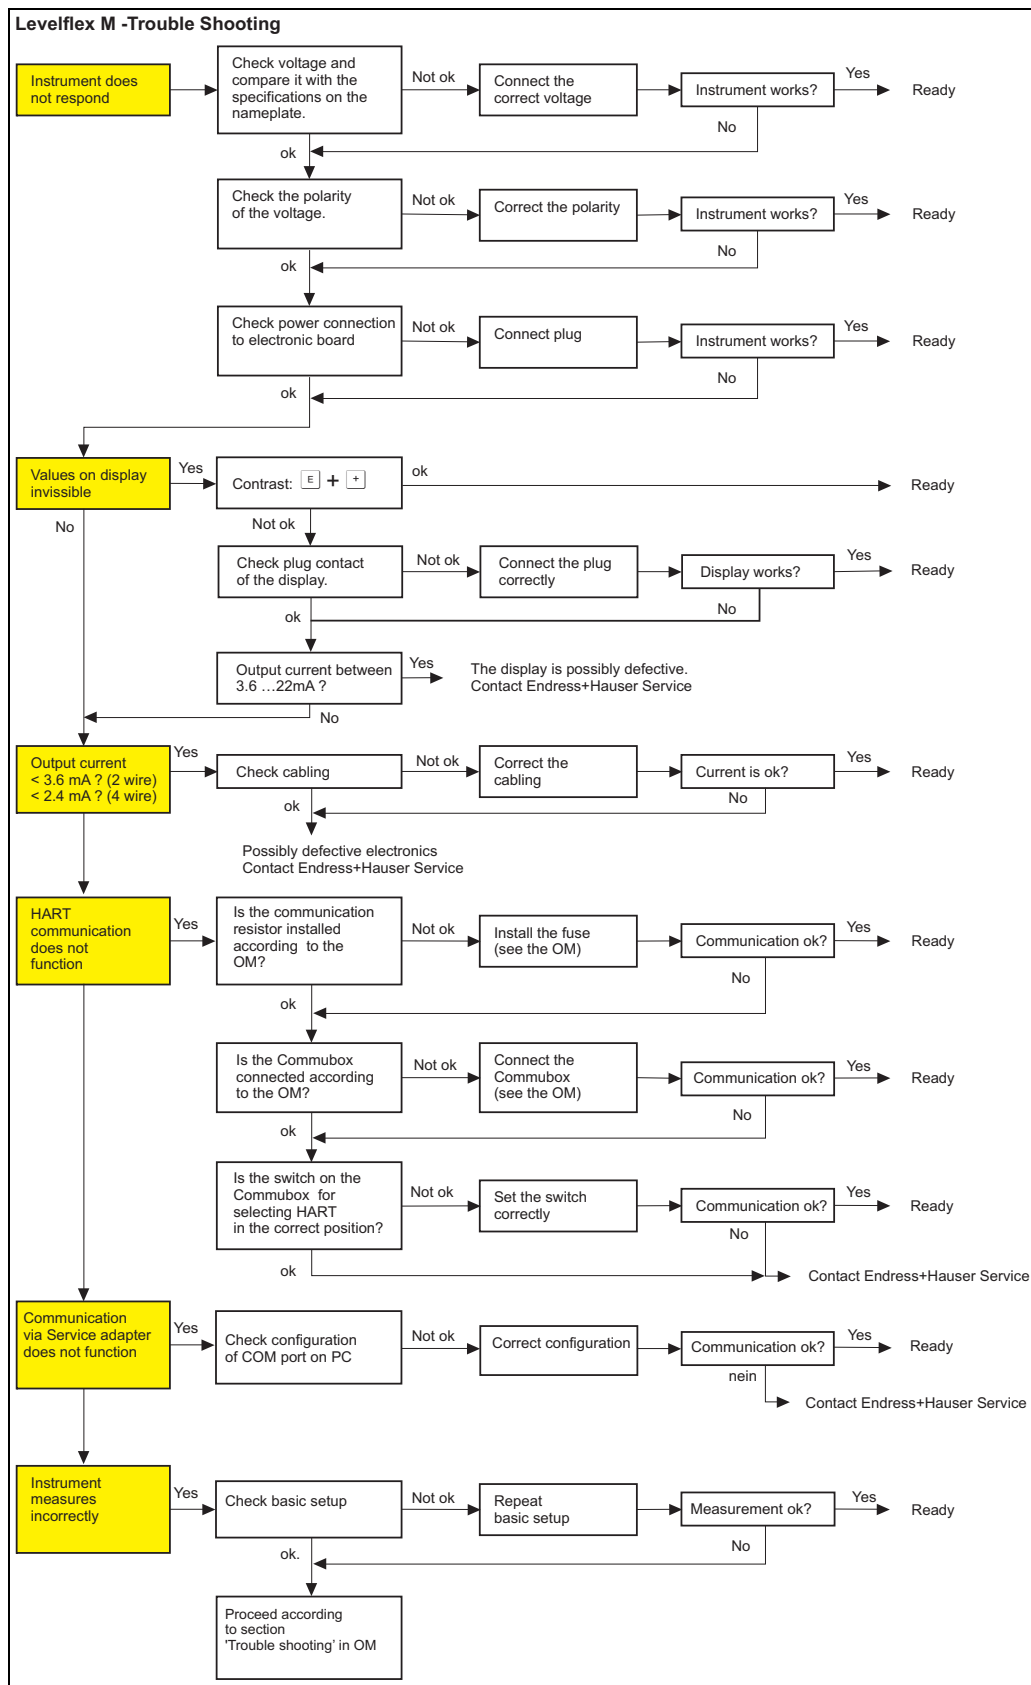 Levelflex M -Trouble Shooting
Instrument does
not respond
Check voltage and
compare it with the
specifications on the
nameplate.
Not ok
Connect the
correct voltage
Instrument works?
Yes
Ready
No
ok
Check the polarity
of the voltage.
Not ok
Correct the polarity
Instrument works?
Yes
Ready
No
ok
Check power connection
to electronic board
Not ok
Connect plug
Instrument works?
Yes
Ready
No
ok
Values on display
invissible
Yes
Contrast: E + +
ok
Ready
No
Not ok
Check plug contact
of the display.
Not ok
Connect the plug
correctly
Display works?
Yes
Ready
No
ok
Output current between
3.6 ...22mA ?
Yes
The display is possibly defective.
Contact Endress+Hauser Service
No
Output current
< 3.6 mA ? (2 wire)
< 2.4 mA ? (4 wire)
Yes
Check cabling
Not ok
Correct the
cabling
Current is ok?
Yes
Ready
No
ok
Possibly defective electronics
Contact Endress+Hauser Service
HART
communication
does not
function
Yes
Is the communication
resistor installed
according to the
OM?
Not ok
Install the fuse
(see the OM)
Communication ok?
Yes
Ready
No
ok
Is the Commubox
connected according
to the OM?
Not ok
Connect the
Commubox
(see the OM)
Communication ok?
Yes
Ready
No
ok
Is the switch on the
Commubox for
selecting HART
in the correct position?
Not ok
Set the switch
correctly
Communication ok?
Yes
Ready
No
ok
Contact Endress+Hauser Service
Communication
via Service adapter
does not function
Yes
Check configuration
of COM port on PC
Not ok
Correct configuration
Communication ok?
Yes
Ready
nein
Contact Endress+Hauser Service
Instrument
measures
incorrectly
Yes
Check basic setup
Not ok
Repeat
basic setup
Measurement ok?
Yes
Ready
No
ok.
Proceed according
to section
'Trouble shooting' in OM